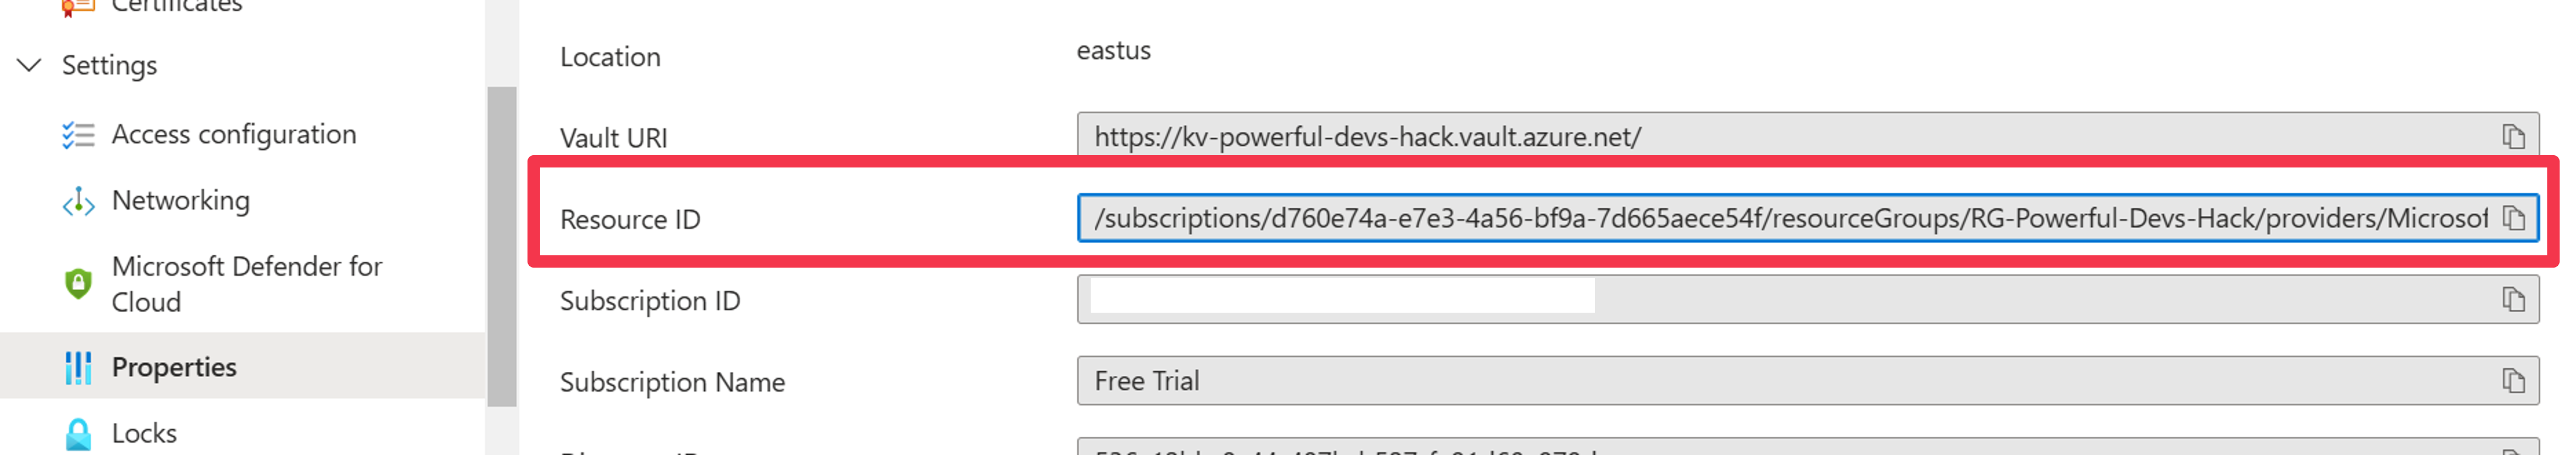 Certificates
Settings
Access configuration
Networking
Microsoft Defender for
Cloud
Properties
Locks
Location
eastus
Vault URI
https://kv-powerful-devs-hack.vault.azure.net/
Resource ID
/subscriptions/d760e74a-e7e3-4a56-bf9a-7d665aece54f/resourceGroups/RG-Powerful-Devs-Hack/providers/Microsof
Subscription ID
Subscription Name
Free Trial